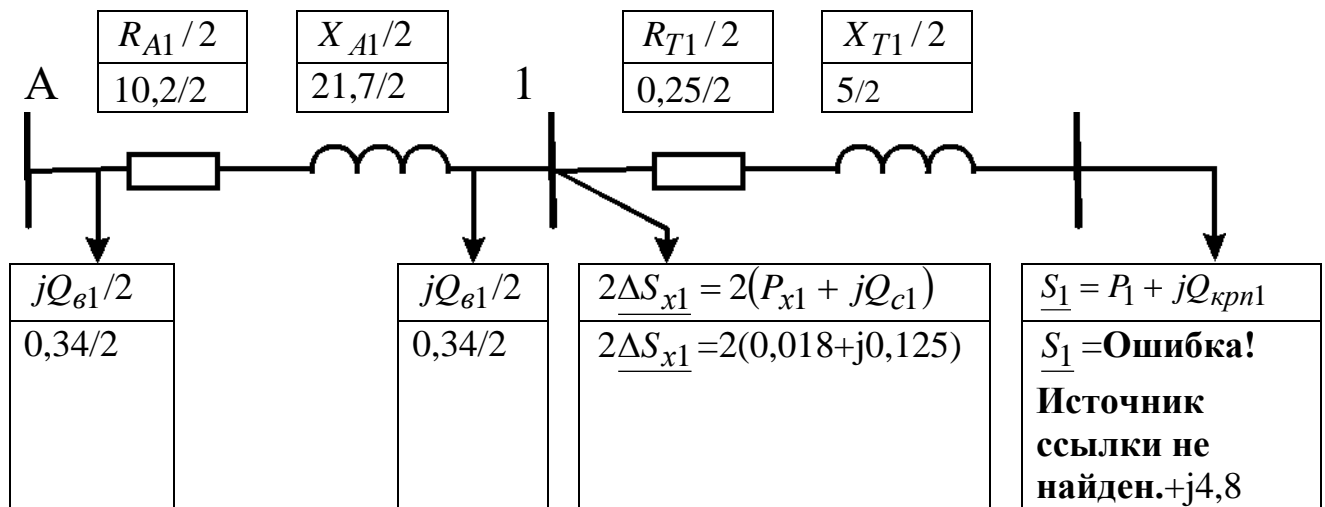 R_A1 / 2
X_A1/2
R_T1 / 2
X_T1 / 2
A
10,2/2
21,7/2
1
0,25/2
5/2
jQ_в1/2
jQ_в1/2
2ΔS_x1 = 2(P_x1 + jQ_c1)
S_1 = P_1 + jQ_крп1
0,34/2
0,34/2
2ΔS_x1 =2(0,018+j0,125)
S_1 =Ошибка!
Источник
ссылки не
найден.+j4,8